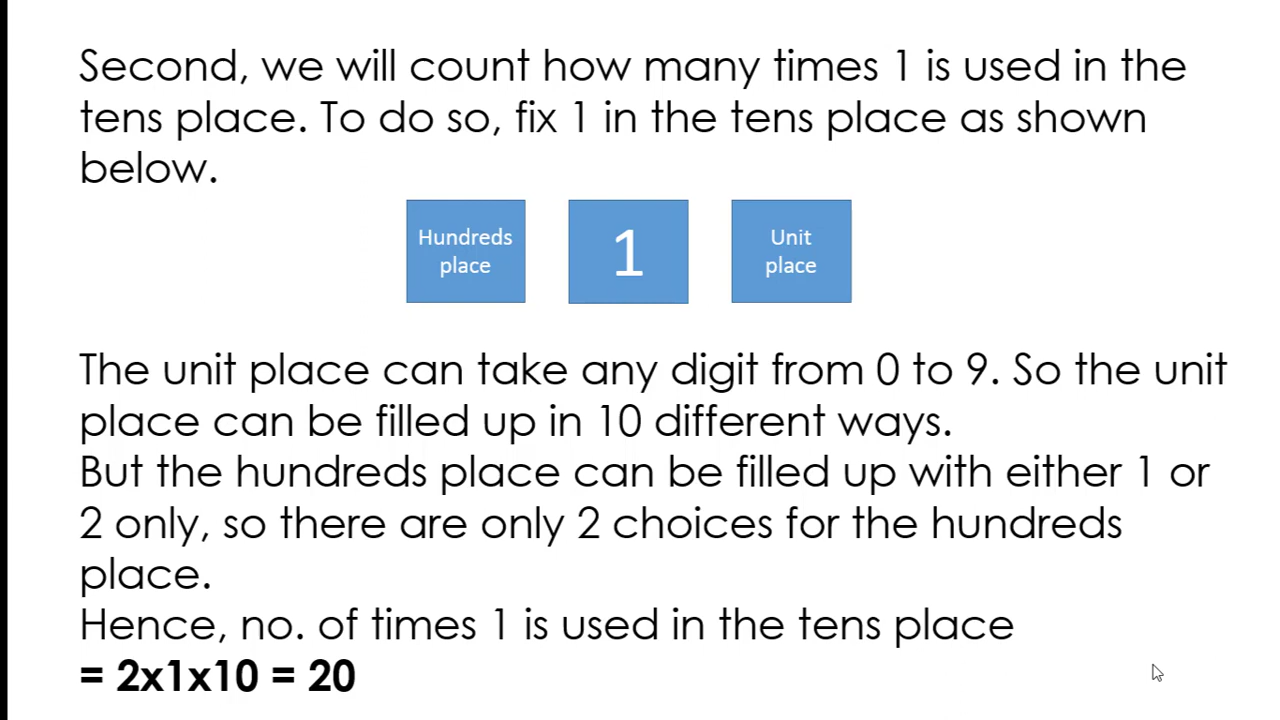 Second, we will count how many times 1 is used in the
tens place. To do so, fix 1 in the tens place as shown
below.
Hundreds place
1
Unit place
The unit place can take any digit from 0 to 9. So the unit
place can be filled up in 10 different ways.
But the hundreds place can be filled up with either 1 or
2 only, so there are only 2 choices for the hundreds
place.
Hence, no. of times 1 is used in the tens place
= 2x1x10 = 20